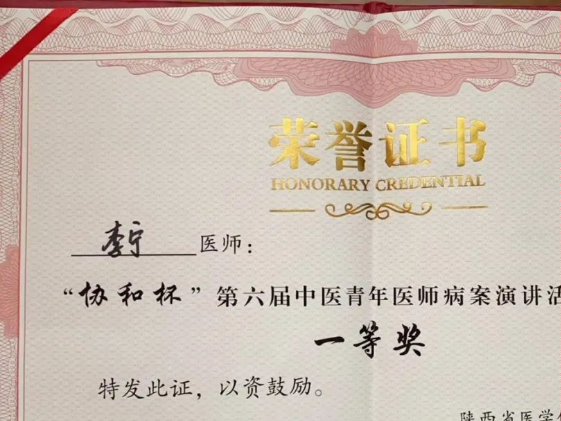 荣誉证书
HONORARY CREDENTIAL
李宁 医师：
“协和杯”第六届中医青年医师病案演讲活
一等奖
特发此证，以资鼓励。
陕西省医学